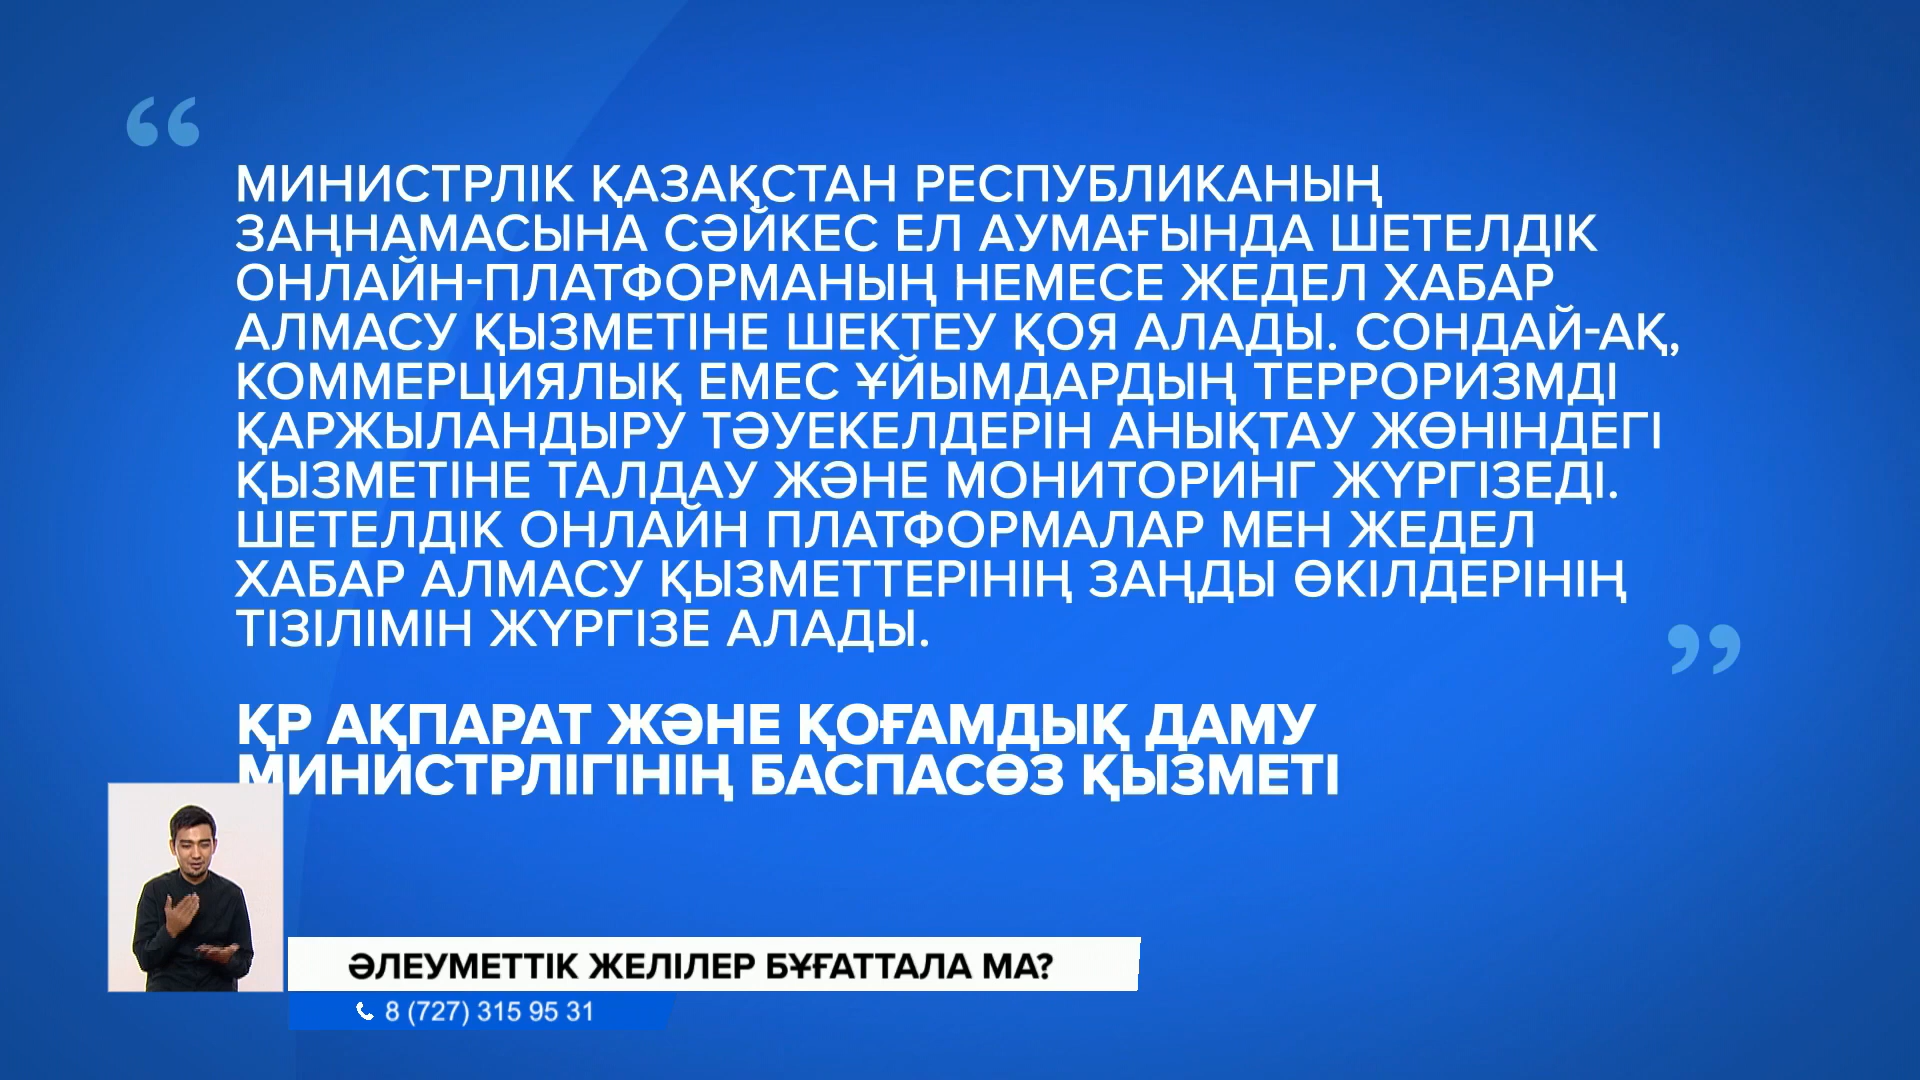 “
МИНИСТРЛІК ҚАЗАҚСТАН РЕСПУБЛИКАНЫҢ
ЗАҢНАМАСЫНА СӘЙКЕС ЕЛ АУМАҒЫНДА ШЕТЕЛДІК
ОНЛАЙН-ПЛАТФОРМАНЫҢ НЕМЕСЕ ЖЕДЕЛ ХАБАР
АЛМАСУ ҚЫЗМЕТІНЕ ШЕКТЕУ ҚОЯ АЛАДЫ. СОНДАЙ-АҚ,
КОММЕРЦИЯЛЫҚ ЕМЕС ҰЙЫМДАРДЫҢ ТЕРРОРИЗМДІ
ҚАРЖЫЛАНДЫРУ ТӘУЕКЕЛДЕРІН АНЫҚТАУ ЖӨНІНДЕГІ
ҚЫЗМЕТІНЕ ТАЛДАУ ЖӘНЕ МОНИТОРИНГ ЖҮРГІЗЕДІ.
ШЕТЕЛДІК ОНЛАЙН ПЛАТФОРМАЛАР МЕН ЖЕДЕЛ
ХАБАР АЛМАСУ ҚЫЗМЕТТЕРІНІҢ ЗАҢДЫ ӨКІЛДЕРІНІҢ
ТІЗІЛІМІН ЖҮРГІЗЕ АЛАДЫ.
”
ҚР АҚПАРАТ ЖӘНЕ ҚОҒАМДЫҚ ДАМУ
МИНИСТРЛІГІНІҢ БАСПАСӨЗ ҚЫЗМЕТІ
ӘЛЕУМЕТТІК ЖЕЛІЛЕР БҰҒАТТАЛА МА?
8 (727) 315 95 31